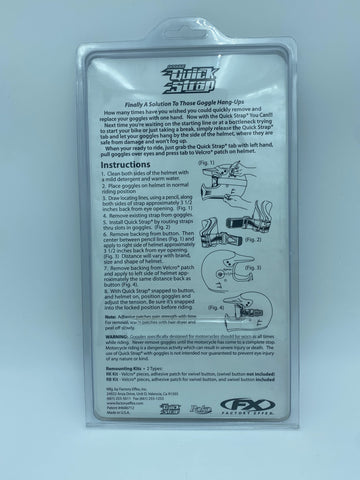 Quick
Strap
Finally A Solution To Those Goggle Hang-Ups
How many times have you wished you could quickly remove and
replace your goggles with one hand. Now with the Quick Strap® You Can!!
Next time you're waiting on the starting line or at a bottleneck trying
to start your bike or just taking a break, simply release the Quick Strap®
tab and let your goggles hang by the side of the helmet, where they are
safe from damage and won't fog up.
When your ready to ride, just grab the Quick Strap® tab with left hand,
pull goggles over eyes and press tab to Velcro® patch on helmet.
Instructions
1. Clean both sides of the helmet with
a mild detergent and warm water.
2. Place goggles on helmet in normal
riding position
3. Draw locating lines, using a pencil, along
both sides of strap approximately 3 1/2
inches back from eye opening. (Fig. 1)
4. Remove existing strap from goggles.
5. Install Quick Strap® by routing straps
thru slots in goggles. (Fig. 2)
6. Remove backing from button. Then
center between pencil lines (Fig. 1) and
apply to right side of helmet approximately
3 1/2 inches back from eye opening.
(Fig. 3) Distance will vary with brand,
size and shape of helmet.
7. Remove backing from Velcro® patch
and apply to left side of helmet app-
roximately the same distance back as
button (Fig. 4).
8. With Quick Strap® snapped to button,
and helmet on, position goggles and
adjust the tension. Be sure it's snapped
into the locked position before riding.
(Fig. 1)
(Fig. 2)
(Fig. 3)
(Fig. 4)
Note: Adhesive patches gain strength with time.
For removal, warm patches with hair dryer and
peel off slowly.
WARNING: Goggles specifically designed for motorcycles should be worn at all times
while riding. Never remove goggles until the motorcycle has come to a complete stop.
Motorcycle riding is a dangerous activity which can result in severe injury or death. The
use of Quick Strap® with goggles is not intended nor guaranteed to prevent eye injury
of any nature or kind.
Remounting Kits - 2 Types:
RK Kit - Velcro® pieces, adhesive patch for swivel button, (swivel button not included)
RB Kit - Velcro® pieces, adhesive patch for swivel button, and swivel button included.
Mfg. by: Factory Effex, Inc.
Valencia, Ca 91355
www.factoryeffex.com
Made in U.S.A.
Quick
Strap
FX
FACTORY EFFEX